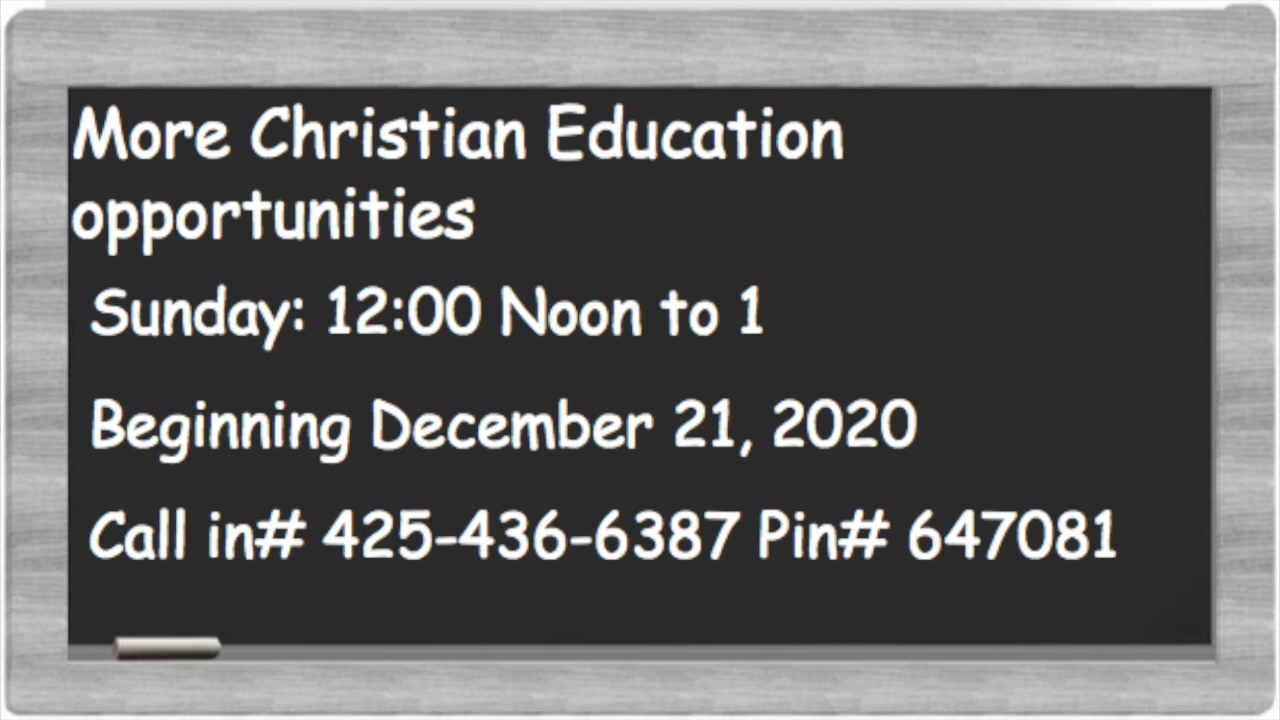 More Christian Education
opportunities
Sunday: 12:00 Noon to 1
Beginning December 21, 2020
Call in# 425-436-6387 Pin# 647081